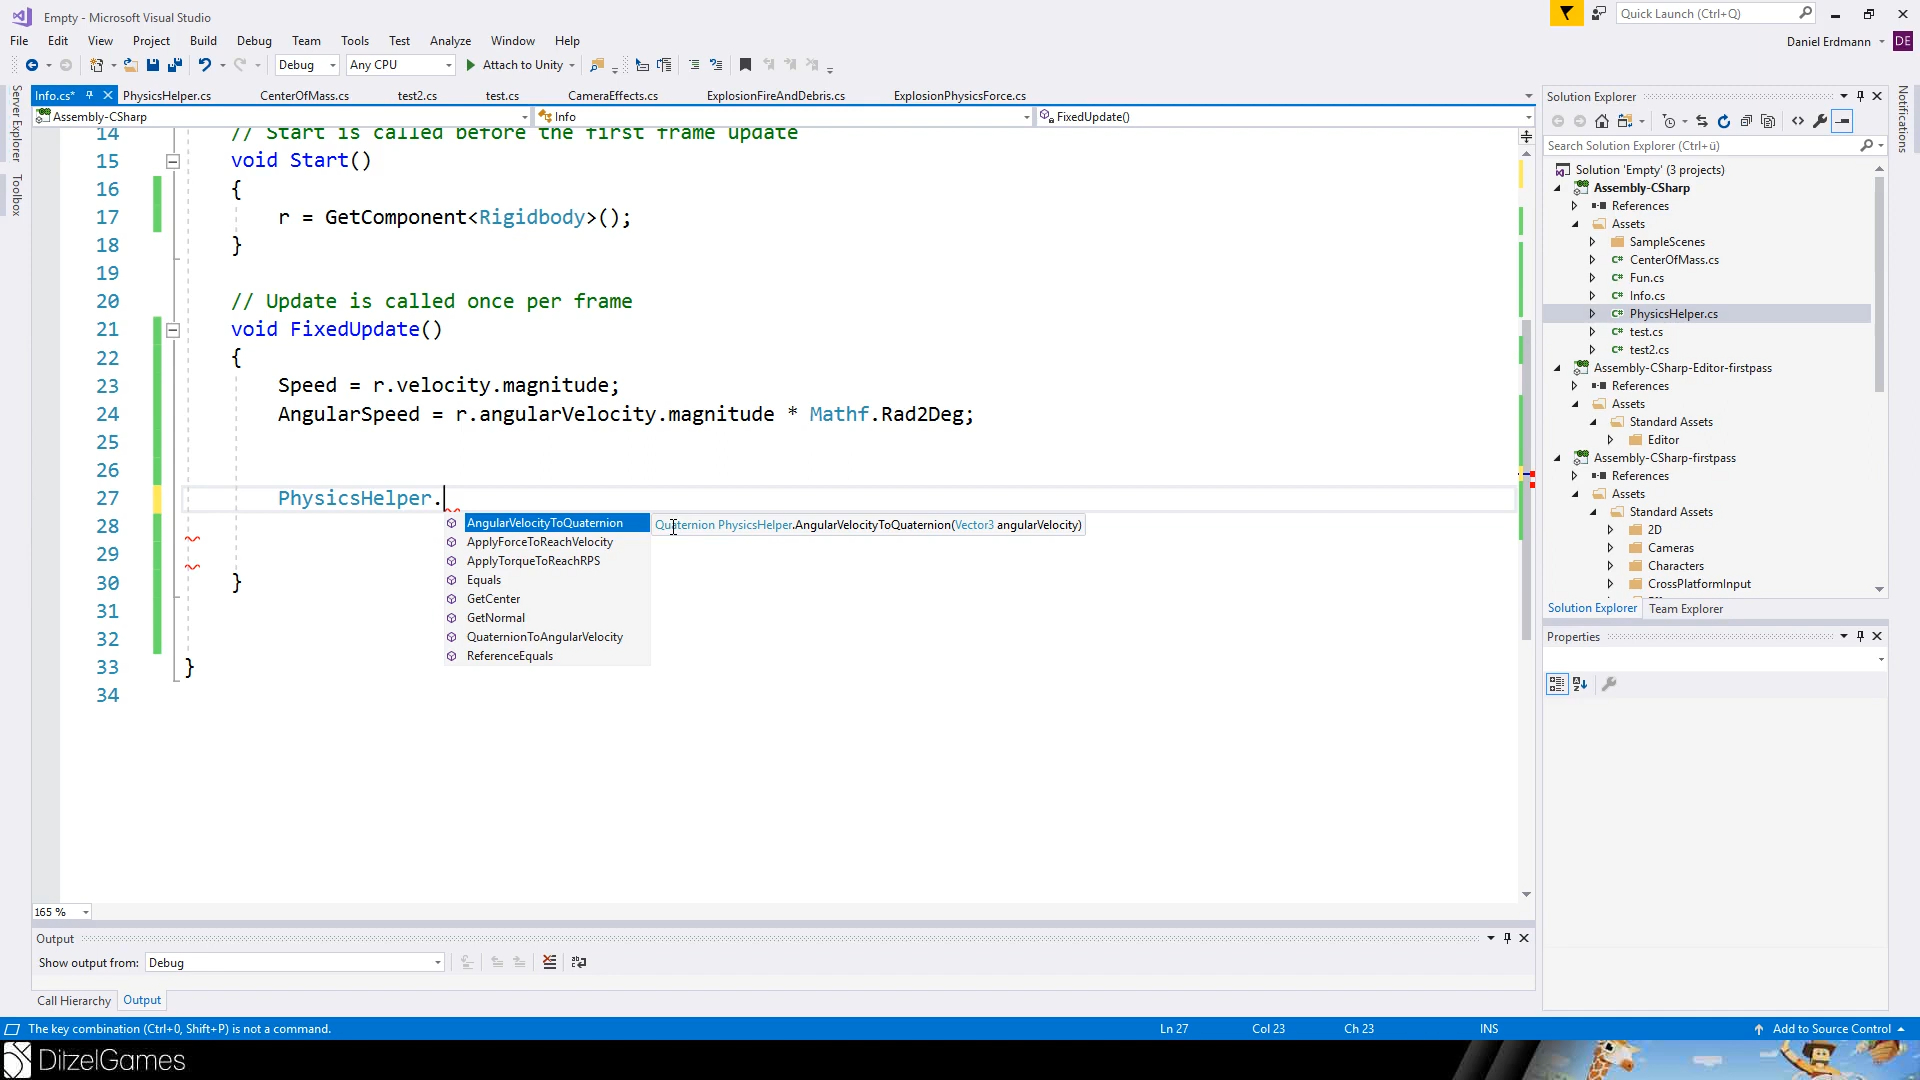 Empty - Microsoft Visual Studio
Quick Launch (Ctrl+Q)
File Edit View Project Build Debug Team Tools Test Analyze Window Help
Daniel Erdmann DE
Debug Any CPU Attach to Unity
Server Explorer
Toolbox
Notifications
Info.cs* PhysicsHelper.cs CenterOfMass.cs test2.cs test.cs CameraEffects.cs ExplosionFireAndDebris.cs ExplosionPhysicsForce.cs
Assembly-CSharp Info FixedUpdate()
14 // Start is called before the first frame update
15 void Start()
16 {
17 r = GetComponent<Rigidbody>();
18 }
19
20 // Update is called once per frame
21 void FixedUpdate()
22 {
23 Speed = r.velocity.magnitude;
24 AngularSpeed = r.angularVelocity.magnitude * Mathf.Rad2Deg;
25
26
27 PhysicsHelper.
28
29
30 }
31
32
33 }
34
AngularVelocityToQuaternion
ApplyForceToReachVelocity
ApplyTorqueToReachRPS
Equals
GetCenter
GetNormal
QuaternionToAngularVelocity
ReferenceEquals
Quaternion PhysicsHelper.AngularVelocityToQuaternion(Vector3 angularVelocity)
165 %
Output
Show output from: Debug
Call Hierarchy Output
Solution Explorer
Search Solution Explorer (Ctrl+ü)
Solution 'Empty' (3 projects)
Assembly-CSharp
References
Assets
SampleScenes
CenterOfMass.cs
Fun.cs
Info.cs
PhysicsHelper.cs
test.cs
test2.cs
Assembly-CSharp-Editor-firstpass
References
Assets
Standard Assets
Editor
Assembly-CSharp-firstpass
References
Assets
Standard Assets
2D
Cameras
Characters
CrossPlatformInput
Solution Explorer Team Explorer
Properties
The key combination (Ctrl+0, Shift+P) is not a command.
Ln 27 Col 23 Ch 23 INS Add to Source Control
DitzelGames